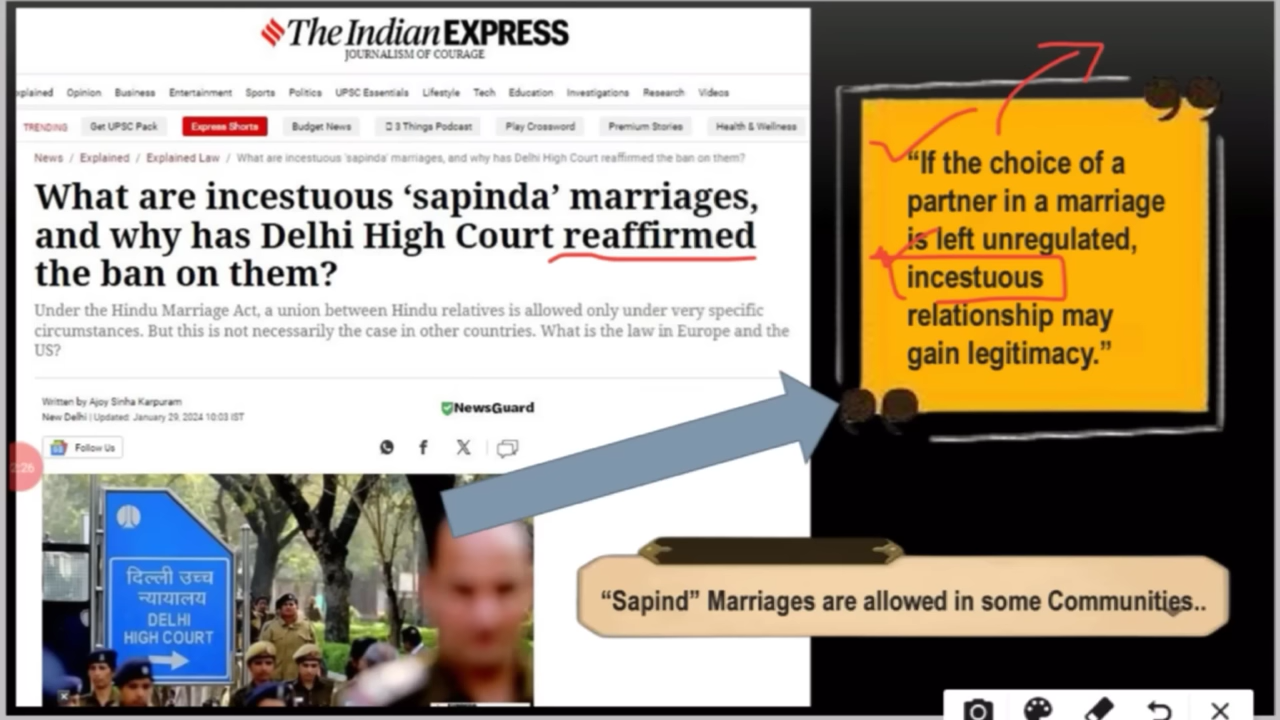 The Indian EXPRESS
JOURNALISM OF COURAGE
xplained Opinion Business Entertainment Sports Politics UPSC Essentials Lifestyle Tech Education Investigations Research Videos
TRENDING Get UPSC Pack Express Shorts Budget News 3 Things Podcast Play Crossword Premium Stories Health & Wellness
News / Explained / Explained Law / What are incestuous 'sapinda' marriages, and why has Delhi High Court reaffirmed the ban on them?
What are incestuous ‘sapinda’ marriages,
and why has Delhi High Court reaffirmed
the ban on them?
Under the Hindu Marriage Act, a union between Hindu relatives is allowed only under very specific
circumstances. But this is not necessarily the case in other countries. What is the law in Europe and the
US?
Written by Ajoy Sinha Karpuram
New Delhi | Updated: January 29, 2024 10:03 IST
NewsGuard
Follow Us
2:26
दिल्ली उच्च
न्यायालय
DELHI
HIGH COURT
“If the choice of a
partner in a marriage
is left unregulated,
incestuous
relationship may
gain legitimacy.”
“Sapind” Marriages are allowed in some Communities..